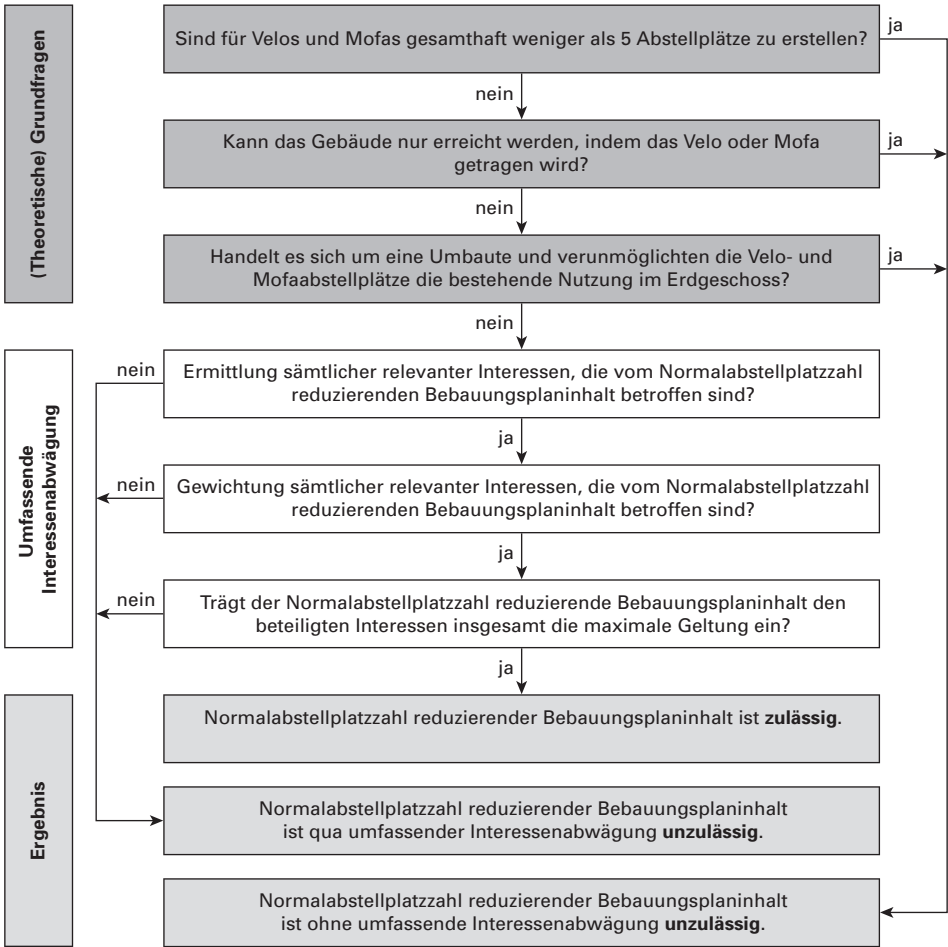 (Theoretische) Grundfragen
Sind für Velos und Mofas gesamthaft weniger als 5 Abstellplätze zu erstellen?
ja
nein
Kann das Gebäude nur erreicht werden, indem das Velo oder Mofa
getragen wird?
ja
nein
Handelt es sich um eine Umbaute und verunmöglichten die Velo- und
Mofaabstellplätze die bestehende Nutzung im Erdgeschoss?
ja
nein
Umfassende
Interessenabwägung
nein
Ermittlung sämtlicher relevanter Interessen, die vom Normalabstellplatzzahl
reduzierenden Bebauungsplaninhalt betroffen sind?
ja
nein
Gewichtung sämtlicher relevanter Interessen, die vom Normalabstellplatzzahl
reduzierenden Bebauungsplaninhalt betroffen sind?
ja
nein
Trägt der Normalabstellplatzzahl reduzierende Bebauungsplaninhalt den
beteiligten Interessen insgesamt die maximale Geltung ein?
ja
Ergebnis
Normalabstellplatzzahl reduzierender Bebauungsplaninhalt ist zulässig.
Normalabstellplatzzahl reduzierender Bebauungsplaninhalt
ist qua umfassender Interessenabwägung unzulässig.
Normalabstellplatzzahl reduzierender Bebauungsplaninhalt
ist ohne umfassende Interessenabwägung unzulässig.